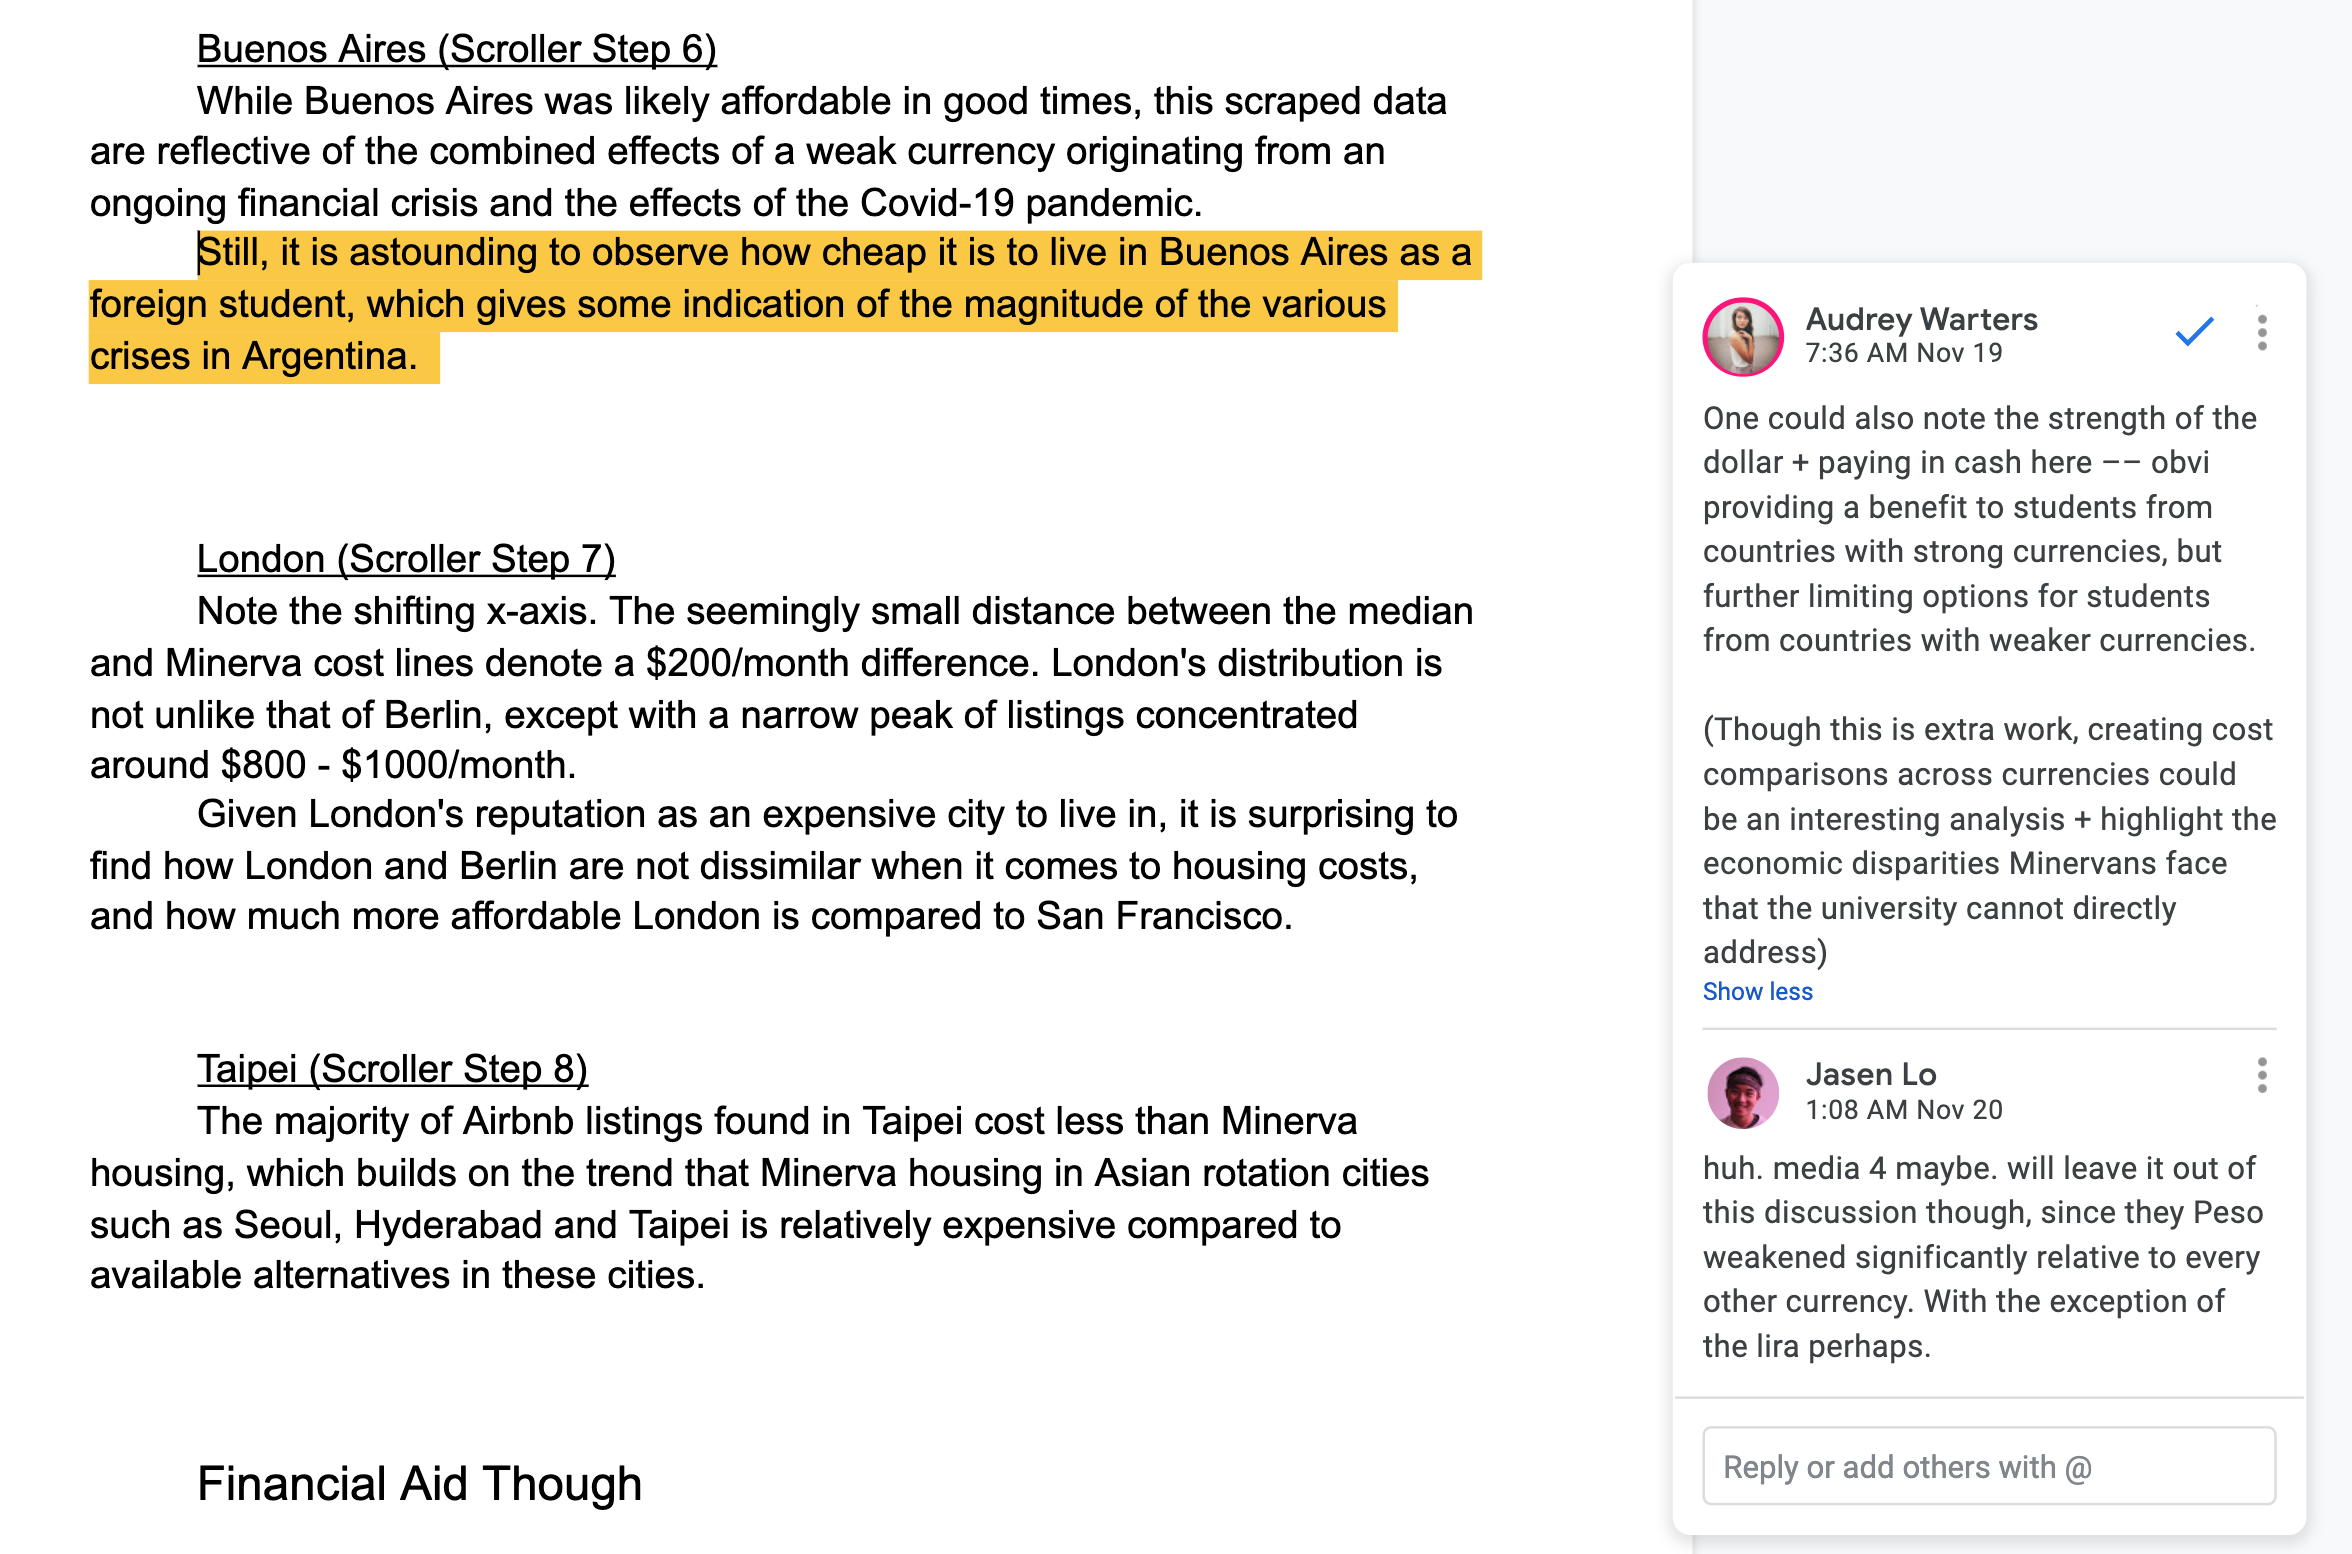 Buenos Aires (Scroller Step 6)
While Buenos Aires was likely affordable in good times, this scraped data
are reflective of the combined effects of a weak currency originating from an
ongoing financial crisis and the effects of the Covid-19 pandemic.
Still, it is astounding to observe how cheap it is to live in Buenos Aires as a
foreign student, which gives some indication of the magnitude of the various
crises in Argentina.
London (Scroller Step 7)
Note the shifting x-axis. The seemingly small distance between the median
and Minerva cost lines denote a $200/month difference. London's distribution is
not unlike that of Berlin, except with a narrow peak of listings concentrated
around $800 - $1000/month.
Given London's reputation as an expensive city to live in, it is surprising to
find how London and Berlin are not dissimilar when it comes to housing costs,
and how much more affordable London is compared to San Francisco.
Taipei (Scroller Step 8)
The majority of Airbnb listings found in Taipei cost less than Minerva
housing, which builds on the trend that Minerva housing in Asian rotation cities
such as Seoul, Hyderabad and Taipei is relatively expensive compared to
available alternatives in these cities.
Financial Aid Though
Audrey Warters
7:36 AM Nov 19
One could also note the strength of the
dollar + paying in cash here –– obvi
providing a benefit to students from
countries with strong currencies, but
further limiting options for students
from countries with weaker currencies.
(Though this is extra work, creating cost
comparisons across currencies could
be an interesting analysis + highlight the
economic disparities Minervans face
that the university cannot directly
address)
Show less
Jasen Lo
1:08 AM Nov 20
huh. media 4 maybe. will leave it out of
this discussion though, since they Peso
weakened significantly relative to every
other currency. With the exception of
the lira perhaps.
Reply or add others with @